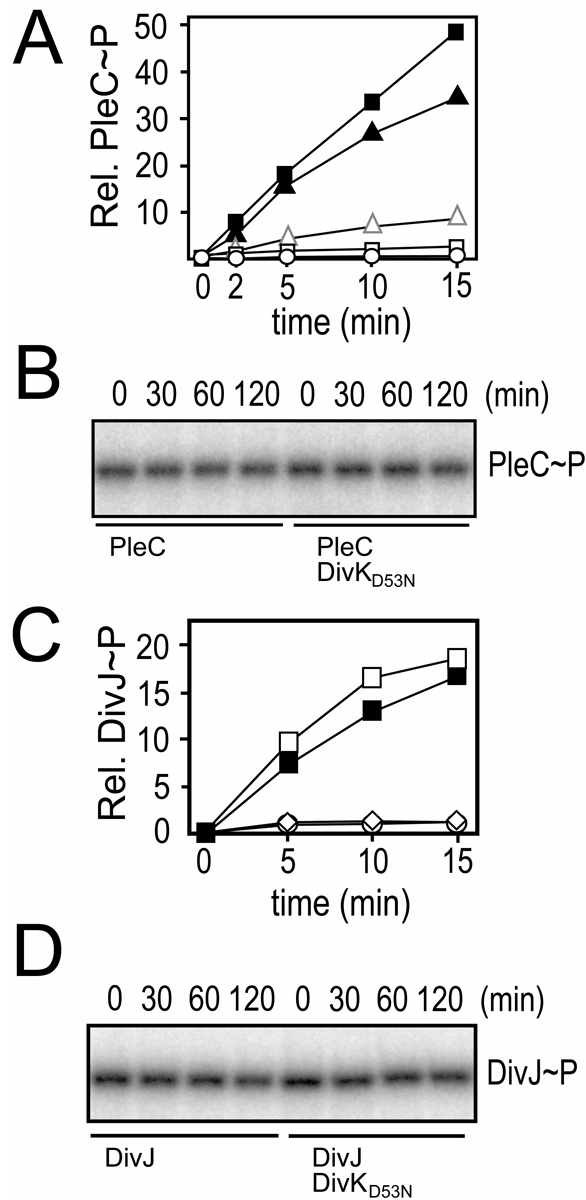 A
Rel. PleC~P
50
40
30
20
10
0 2 5 10 15
time (min)
B
0 30 60 120 0 30 60 120 (min)
PleC~P
PleC PleC
DivKD53N
C
Rel. DivJ~P
20
15
10
5
0
0 5 10 15
time (min)
D
0 30 60 120 0 30 60 120 (min)
DivJ~P
DivJ DivJ
DivKD53N